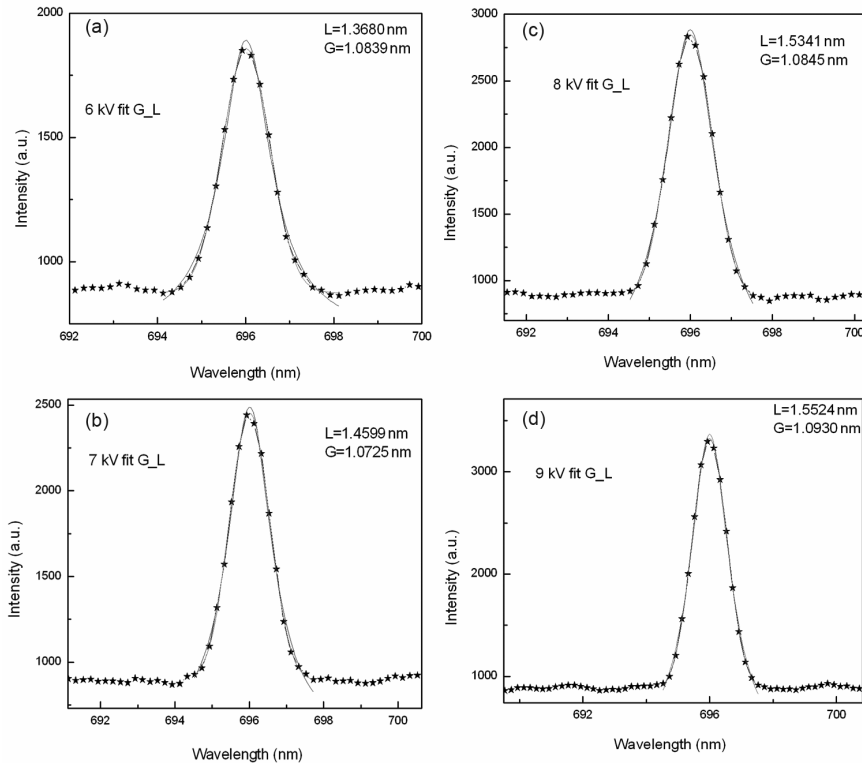 (a)
L=1.3680 nm
G=1.0839 nm
6 kV fit G_L
Intensity (a.u.)
2000
1500
1000
692 694 696 698 700
Wavelength (nm)
(c)
L=1.5341 nm
G=1.0845 nm
8 kV fit G_L
Intensity (a.u.)
3000
2500
2000
1500
1000
692 694 696 698 700
Wavelength (nm)
(b)
L=1.4599 nm
G=1.0725 nm
7 kV fit G_L
Intensity (a.u.)
2500
2000
1500
1000
692 694 696 698 700
Wavelength (nm)
(d)
L=1.5524 nm
G=1.0930 nm
9 kV fit G_L
Intensity (a.u.)
3000
2000
1000
692 696 700
Wavelength (nm)